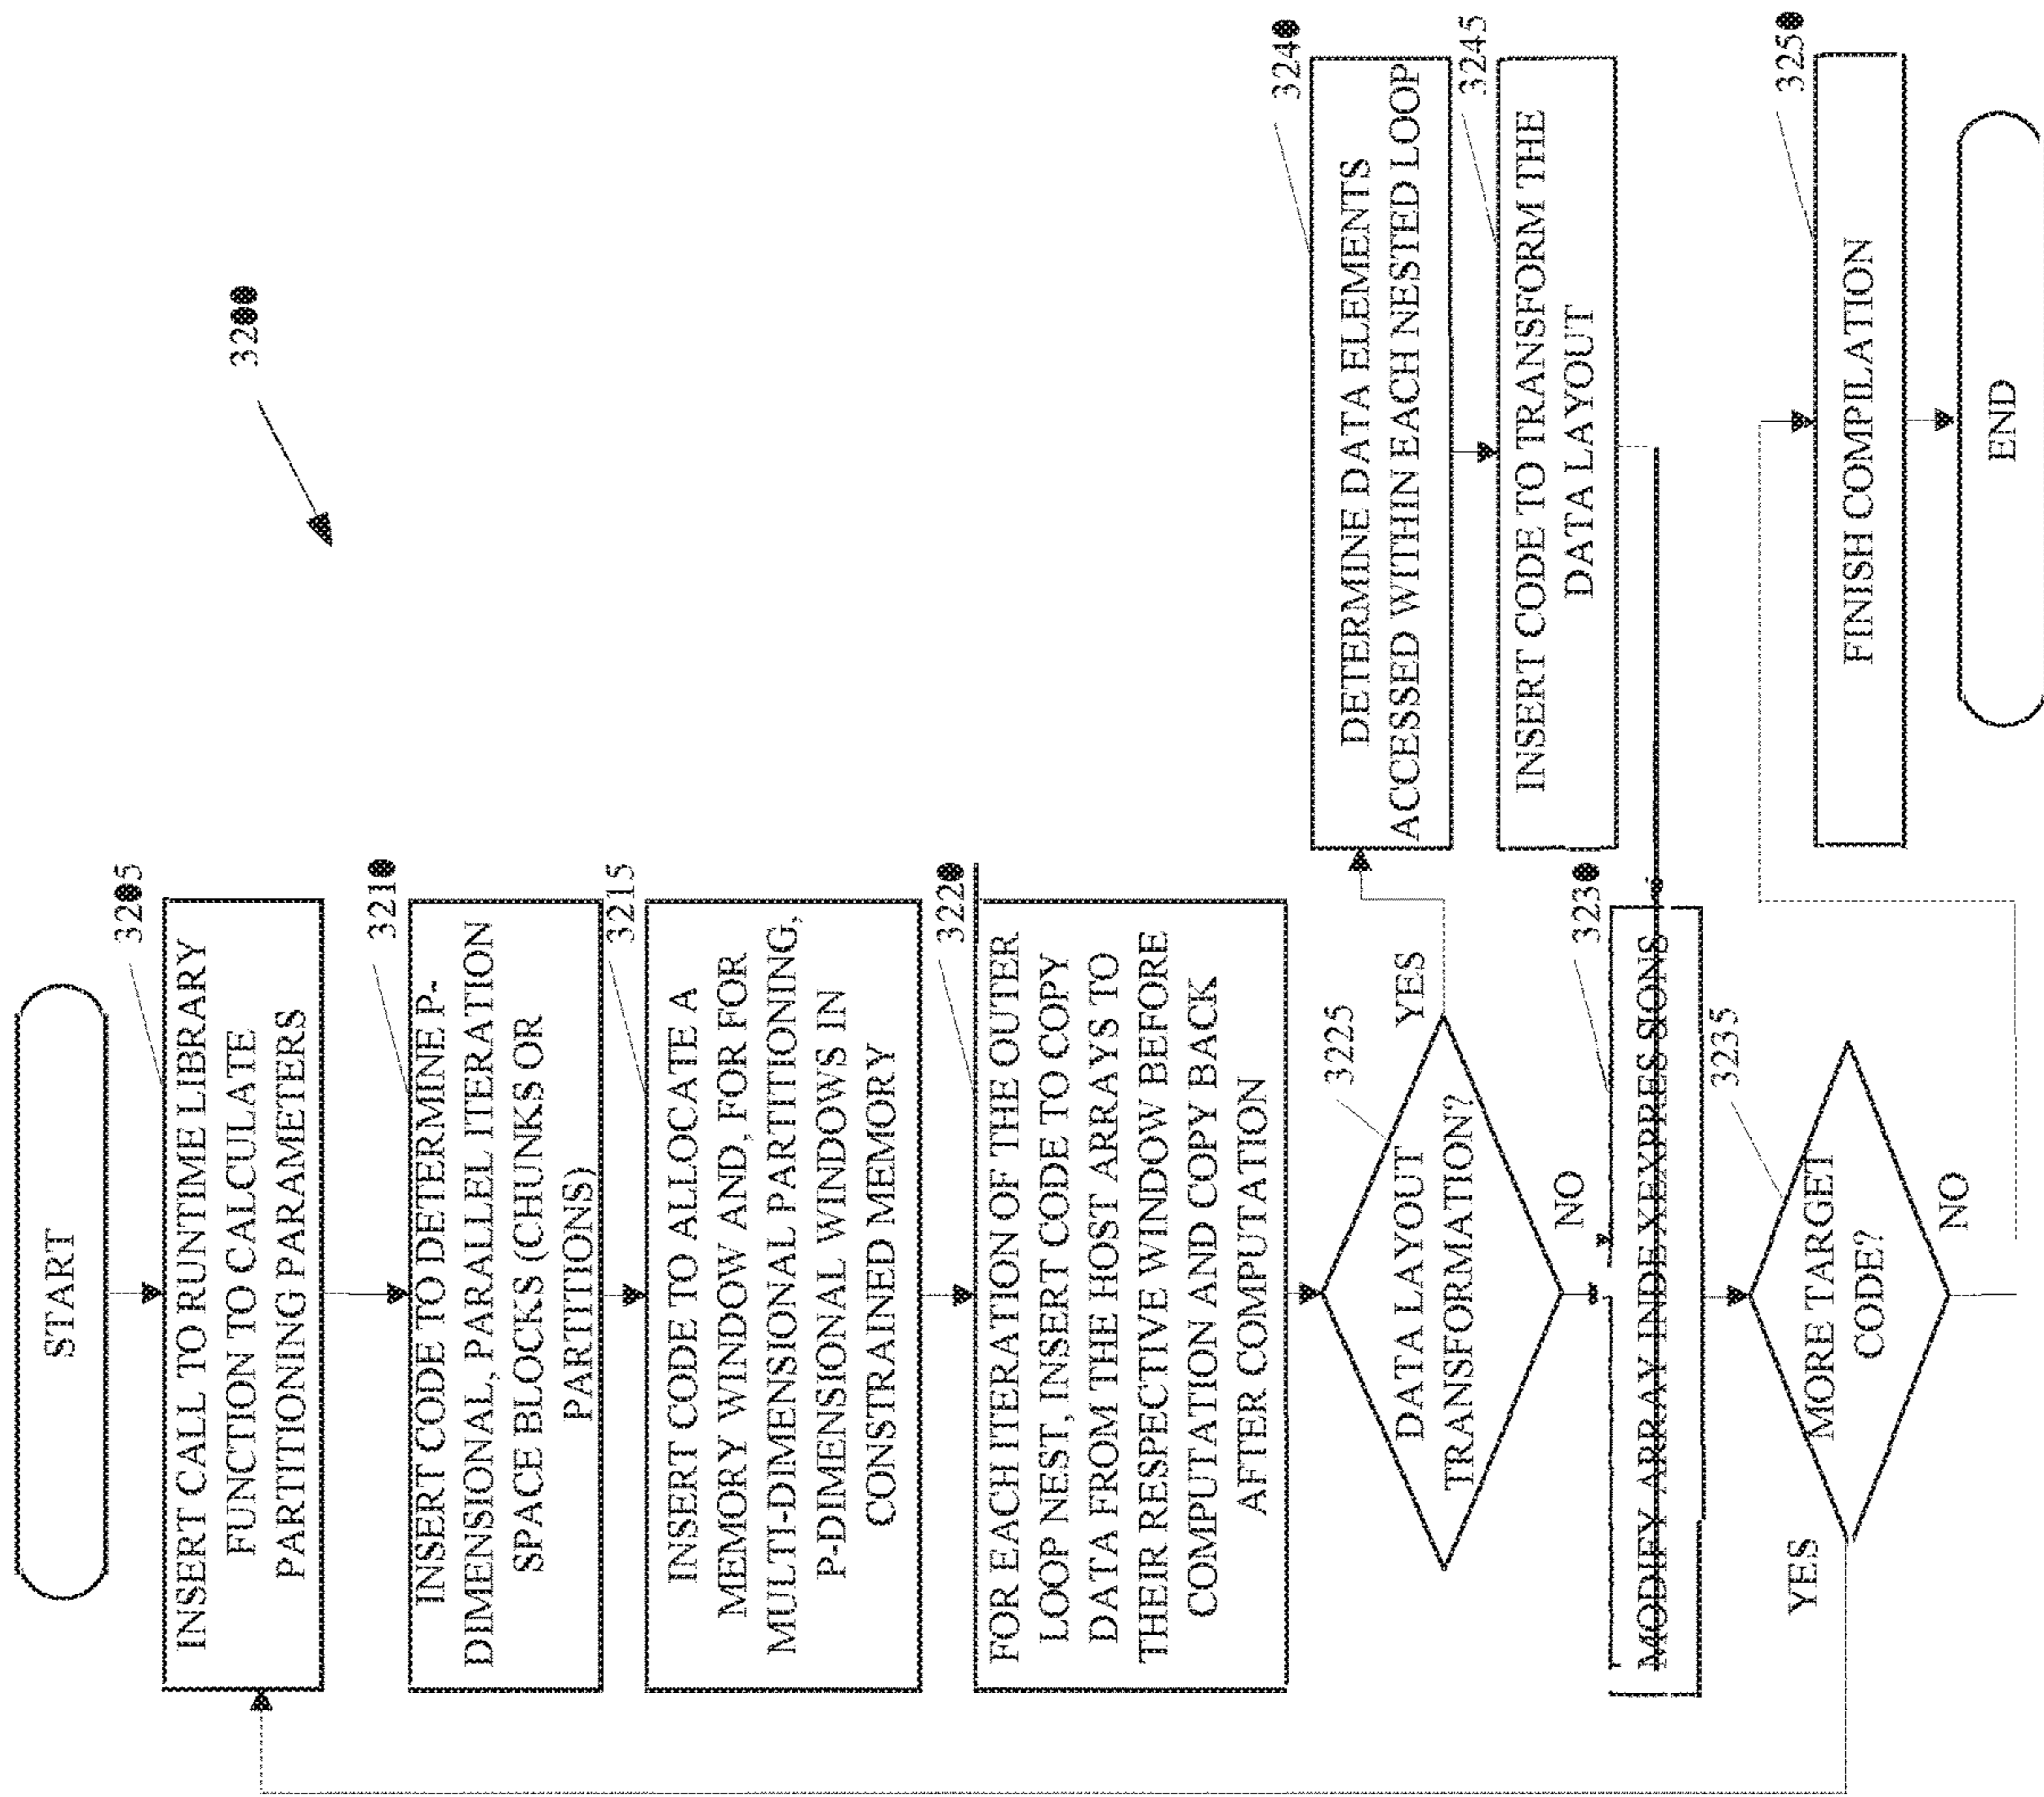 3200
START
3205
INSERT CALL TO RUNTIME LIBRARY
FUNCTION TO CALCULATE
PARTITIONING PARAMETERS
3210
INSERT CODE TO DETERMINE P-
DIMENSIONAL, PARALLEL ITERATION
SPACE BLOCKS (CHUNKS OR
PARTITIONS)
3215
INSERT CODE TO ALLOCATE A
MEMORY WINDOW AND, FOR
MULTI-DIMENSIONAL PARTITIONING,
P-DIMENSIONAL WINDOWS IN
CONSTRAINED MEMORY
3220
FOR EACH ITERATION OF THE OUTER
LOOP NEST, INSERT CODE TO COPY
DATA FROM THE HOST ARRAYS TO
THEIR RESPECTIVE WINDOW BEFORE
COMPUTATION AND COPY BACK
AFTER COMPUTATION
3225
DATA LAYOUT
TRANSFORMATION?
YES
NO
3240
DETERMINE DATA ELEMENTS
ACCESSED WITHIN EACH NESTED LOOP
3245
INSERT CODE TO TRANSFORM THE
DATA LAYOUT
3230
MODIFY ARRAY INDEXEXPRESSIONS
3235
MORE TARGET
CODE?
YES
NO
3250
FINISH COMPILATION
END